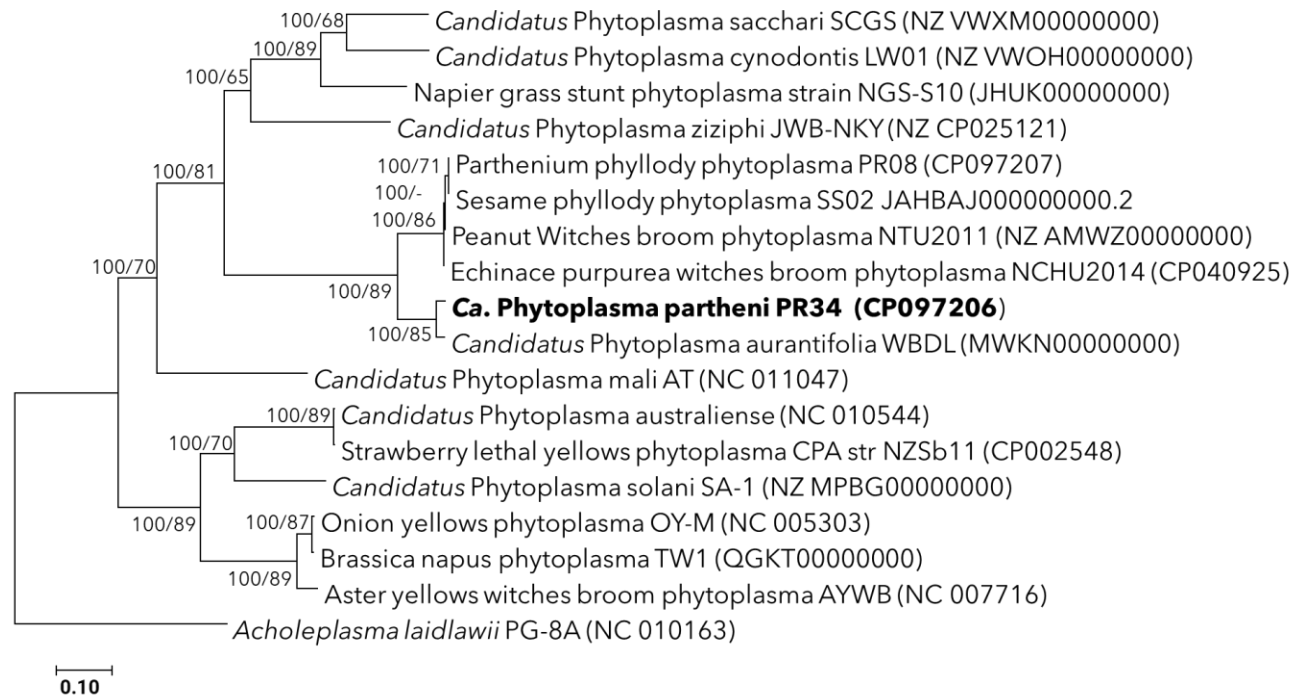 100/68
Candidatus Phytoplasma sacchari SCGS (NZ VWXM00000000)
100/89
Candidatus Phytoplasma cynodontis LW01 (NZ VWOH00000000)
100/65
Napier grass stunt phytoplasma strain NGS-S10 (JHUK00000000)
Candidatus Phytoplasma ziziphi JWB-NKY (NZ CP025121)
100/81
100/71
Parthenium phyllody phytoplasma PR08 (CP097207)
100/-
Sesame phyllody phytoplasma SS02 JAHBAJ000000000.2
100/86
Peanut Witches broom phytoplasma NTU2011 (NZ AMWZ00000000)
100/70
Echinace purpurea witches broom phytoplasma NCHU2014 (CP040925)
100/89
Ca. Phytoplasma partheni PR34 (CP097206)
100/85
Candidatus Phytoplasma aurantifolia WBDL (MWKN00000000)
Candidatus Phytoplasma mali AT (NC 011047)
100/89
Candidatus Phytoplasma australiense (NC 010544)
100/70
Strawberry lethal yellows phytoplasma CPA str NZSb11 (CP002548)
Candidatus Phytoplasma solani SA-1 (NZ MPBG00000000)
100/89
100/87
Onion yellows phytoplasma OY-M (NC 005303)
Brassica napus phytoplasma TW1 (QGKT00000000)
100/89
Aster yellows witches broom phytoplasma AYWB (NC 007716)
Acholeplasma laidlawii PG-8A (NC 010163)
0.10